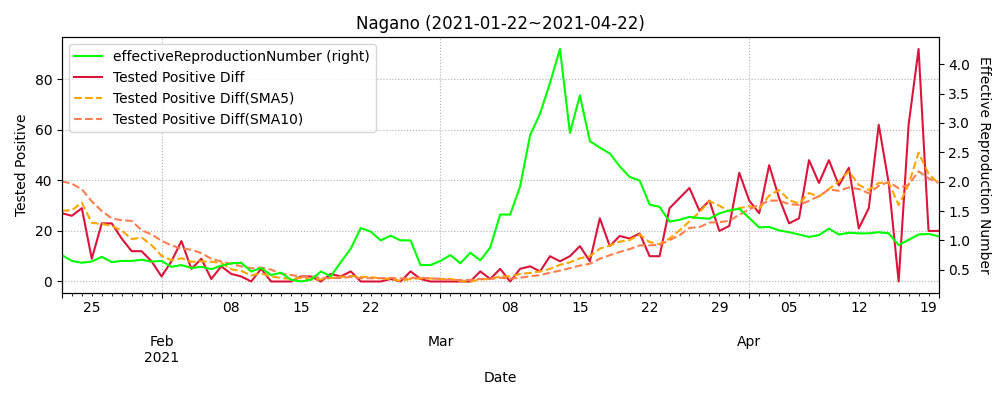 Nagano (2021-01-22~2021-04-22)
effectiveReproductionNumber (right)
Tested Positive Diff
Tested Positive Diff(SMA5)
Tested Positive Diff(SMA10)
Tested Positive
80
60
40
20
0
4.0
3.5
3.0
2.5
2.0
1.5
1.0
0.5
Effective Reproduction Number
25 08 15 22 08 15 22 29 05 12 19
Feb Mar Apr
2021
Date